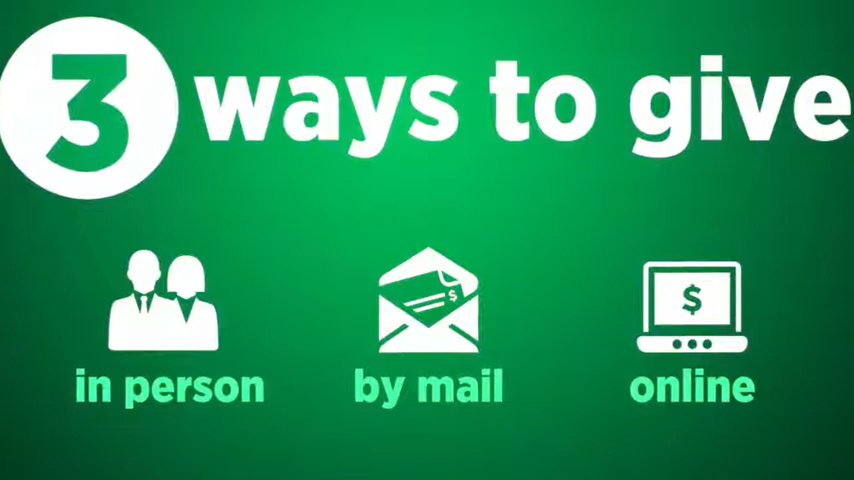 3 ways to give
$
$
in person
by mail
online